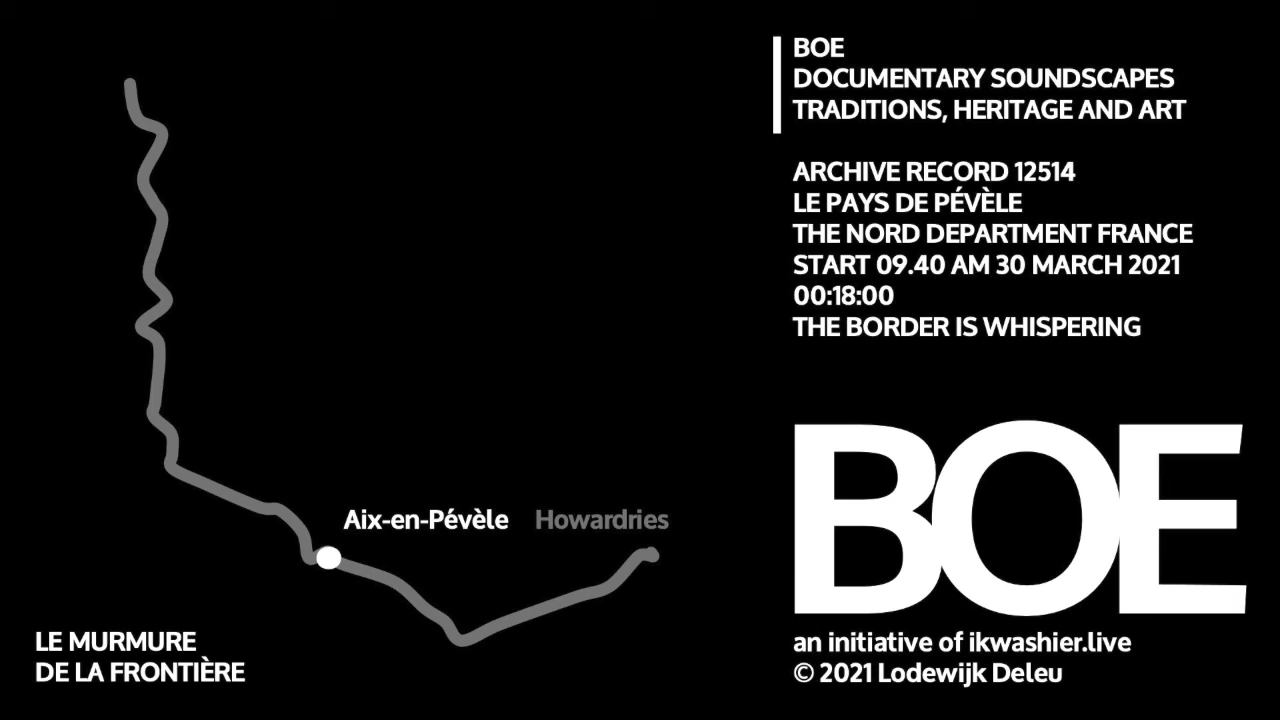 BOE
DOCUMENTARY SOUNDSCAPES
TRADITIONS, HERITAGE AND ART
ARCHIVE RECORD 12514
LE PAYS DE PÉVÈLE
THE NORD DEPARTMENT FRANCE
START 09.40 AM 30 MARCH 2021
00:18:00
THE BORDER IS WHISPERING
Aix-en-Pévèle Howardries
LE MURMURE
DE LA FRONTIÈRE
BOE
an initiative of ikwashier.live
© 2021 Lodewijk Deleu